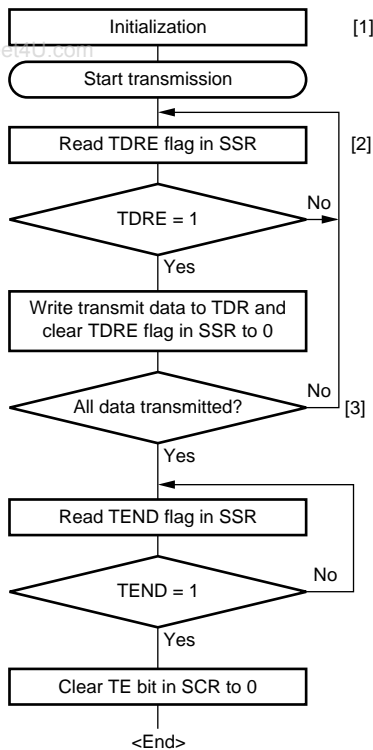 Initialization [1]
et4U.com
Start transmission
Read TDRE flag in SSR [2]
No
TDRE = 1
Yes
Write transmit data to TDR and
clear TDRE flag in SSR to 0
No
All data transmitted? [3]
Yes
Read TEND flag in SSR
No
TEND = 1
Yes
Clear TE bit in SCR to 0
<End>